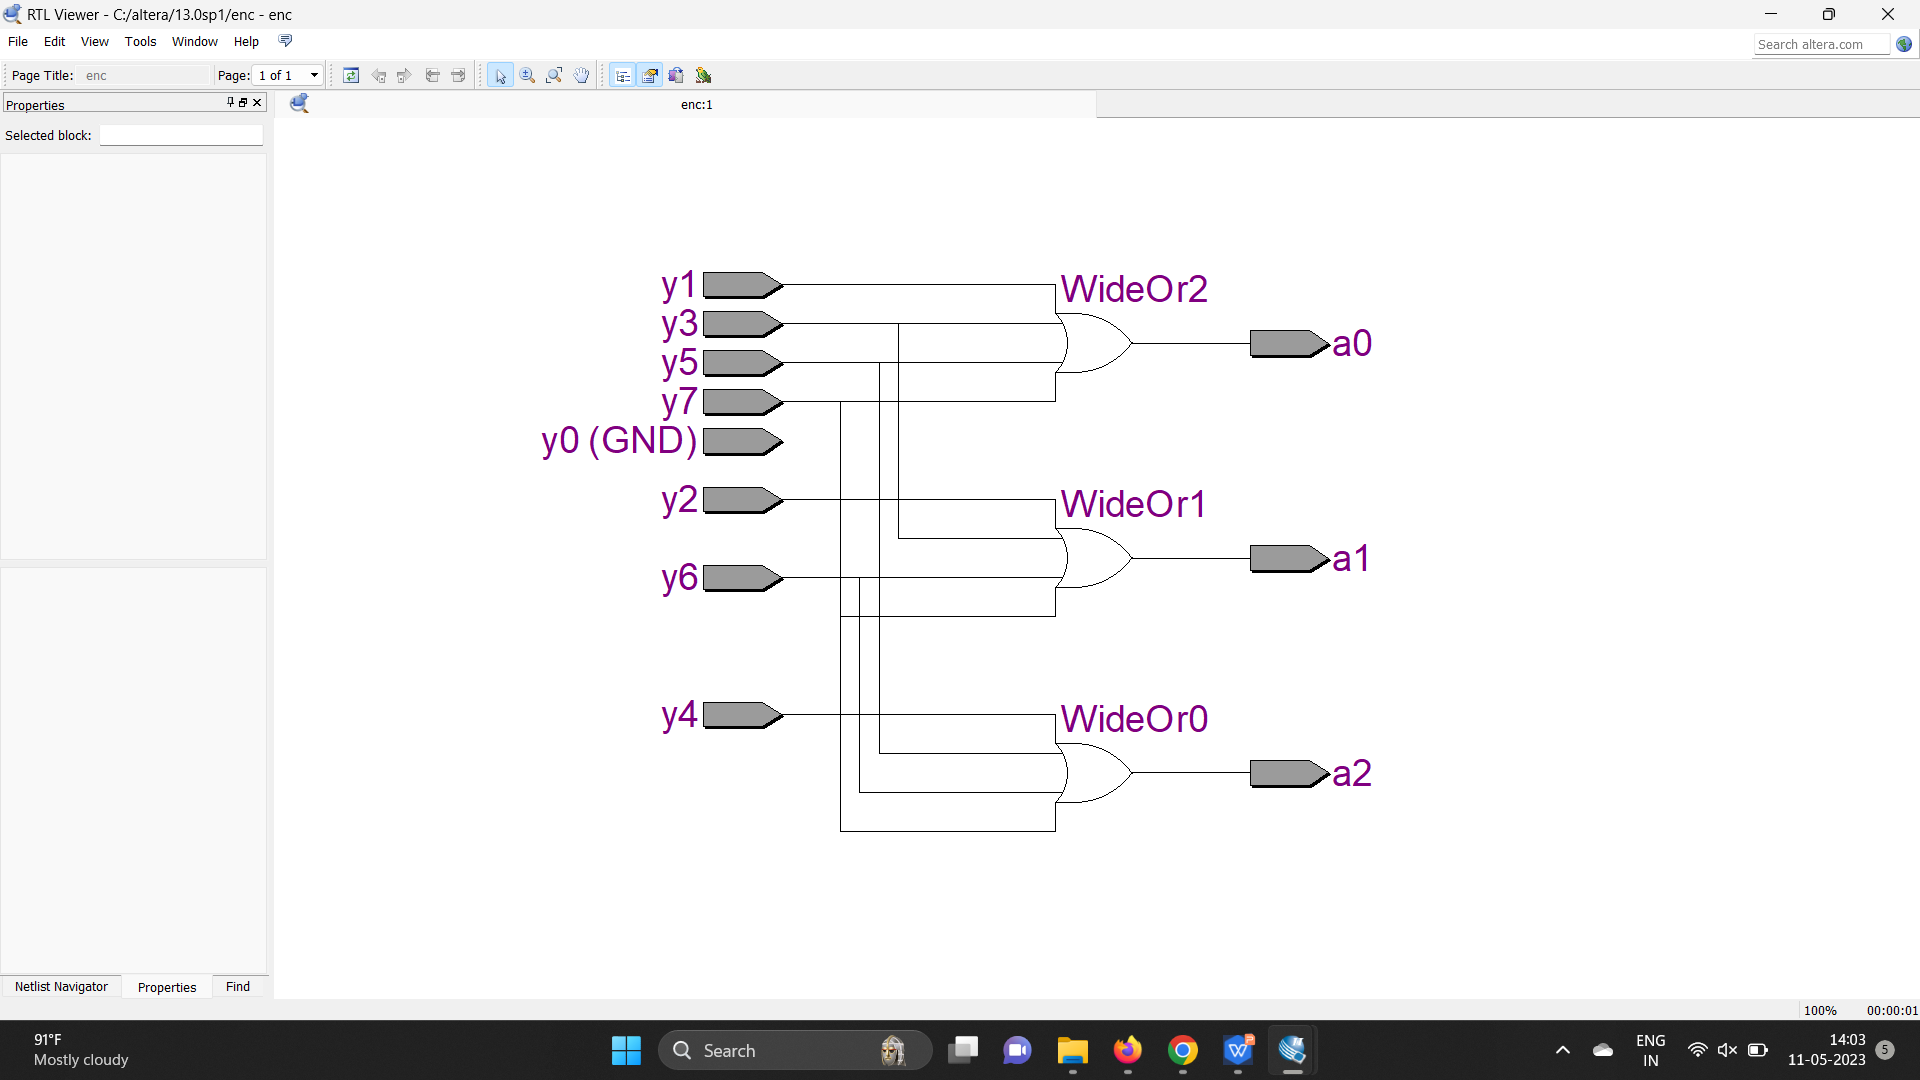 RTL Viewer - C:/altera/13.0sp1/enc - enc
File Edit View Tools Window Help
Search altera.com
Page Title: enc Page: 1 of 1
Properties
enc:1
Selected block:
y1
WideOr2
y3
a0
y5
y7
y0 (GND)
y2
WideOr1
a1
y6
y4
WideOr0
a2
Netlist Navigator Properties Find
100% 00:00:01
91°F
Mostly cloudy
Search
ENG
IN
14:03
11-05-2023
5